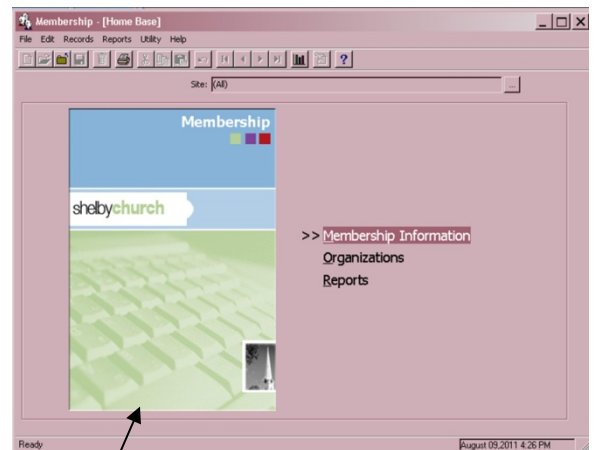 Membership - [Home Base]
File Edit Records Reports Utility Help
?
Site: (All) ...
Membership
shelbychurch
>> Membership Information
Organizations
Reports
Ready August 09,2011 4:26 PM